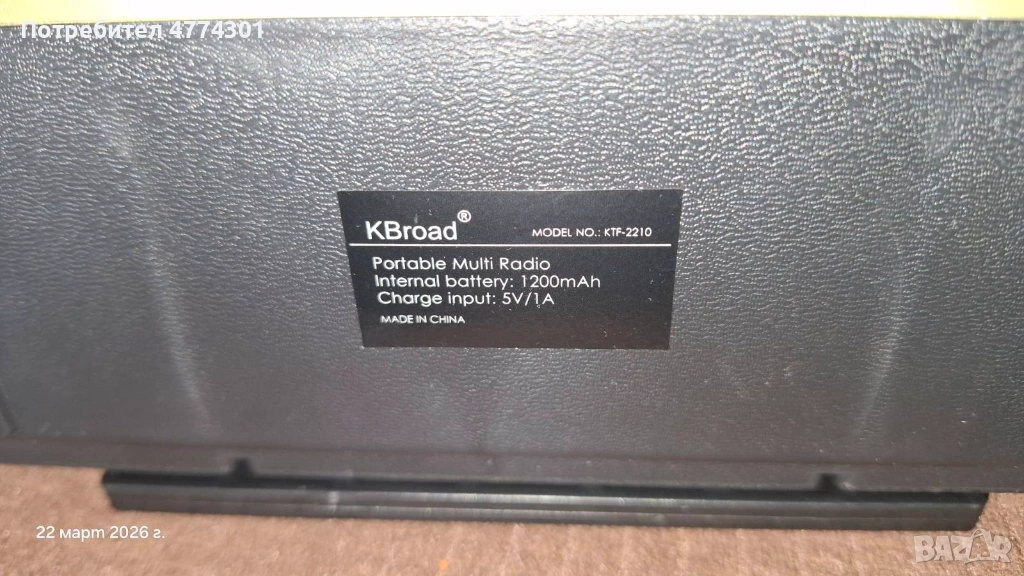 Потребител 4774301
KBroad® MODEL NO.: KTF-2210
Portable Multi Radio
Internal battery: 1200mAh
Charge input: 5V/1A
MADE IN CHINA
22 март 2026 г.
BAZAR